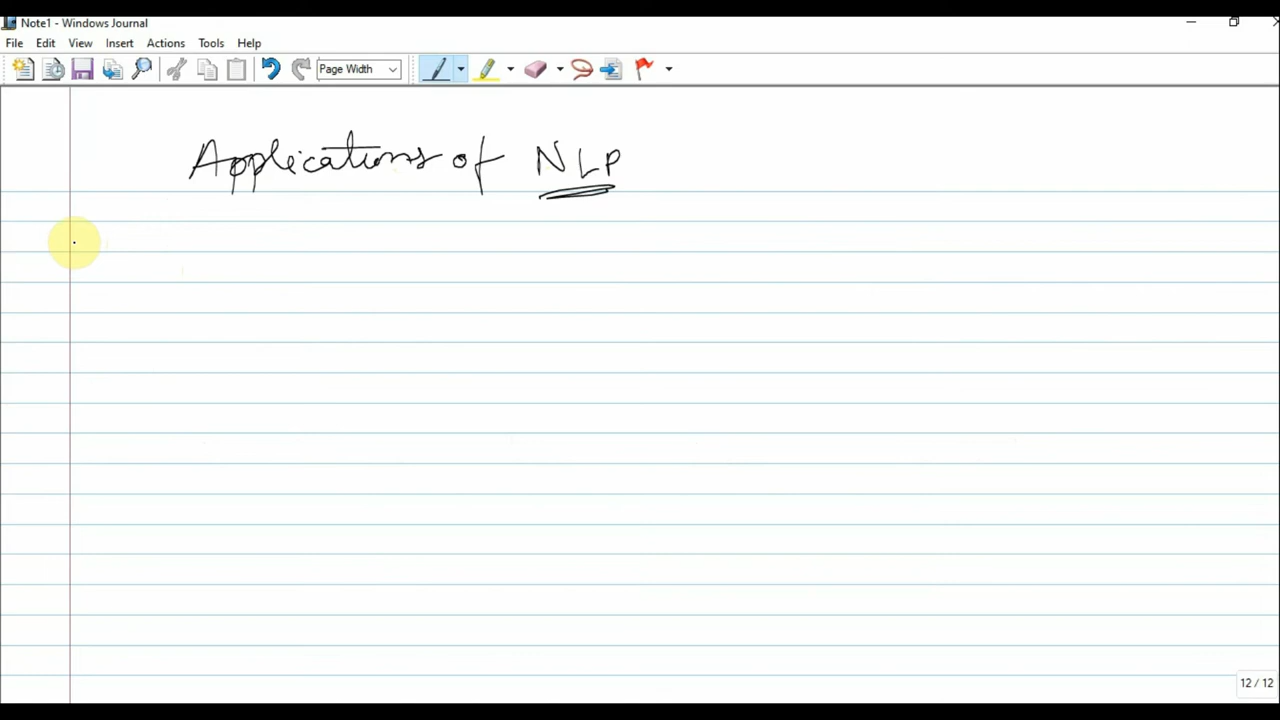 Note1 - Windows Journal
File Edit View Insert Actions Tools Help
Page Width
Applications of NLP
12 / 12